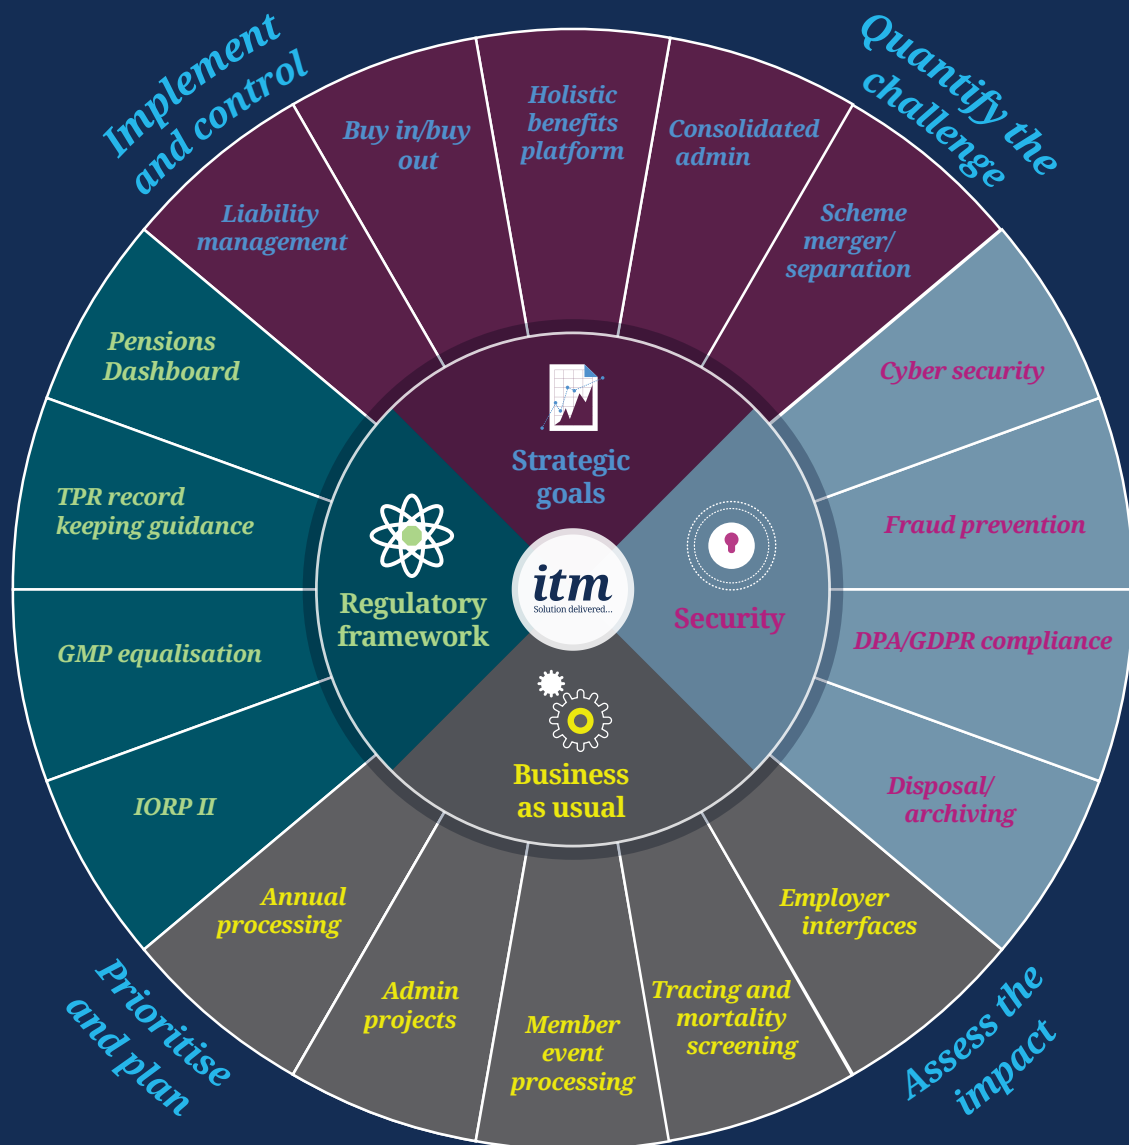 Implement
and control
Quantify the
challenge
Liability
management
Buy in/buy
out
Holistic
benefits
platform
Consolidated
admin
Scheme
merger/
separation
Pensions
Dashboard
TPR record
keeping guidance
GMP equalisation
IORP II
Strategic
goals
Regulatory
framework
itm
Solution delivered...
Security
Business
as usual
Cyber security
Fraud prevention
DPA/GDPR compliance
Disposal/
archiving
Annual
processing
Admin
projects
Member
event
processing
Tracing and
mortality
screening
Employer
interfaces
Prioritise
and plan
Assess the
impact